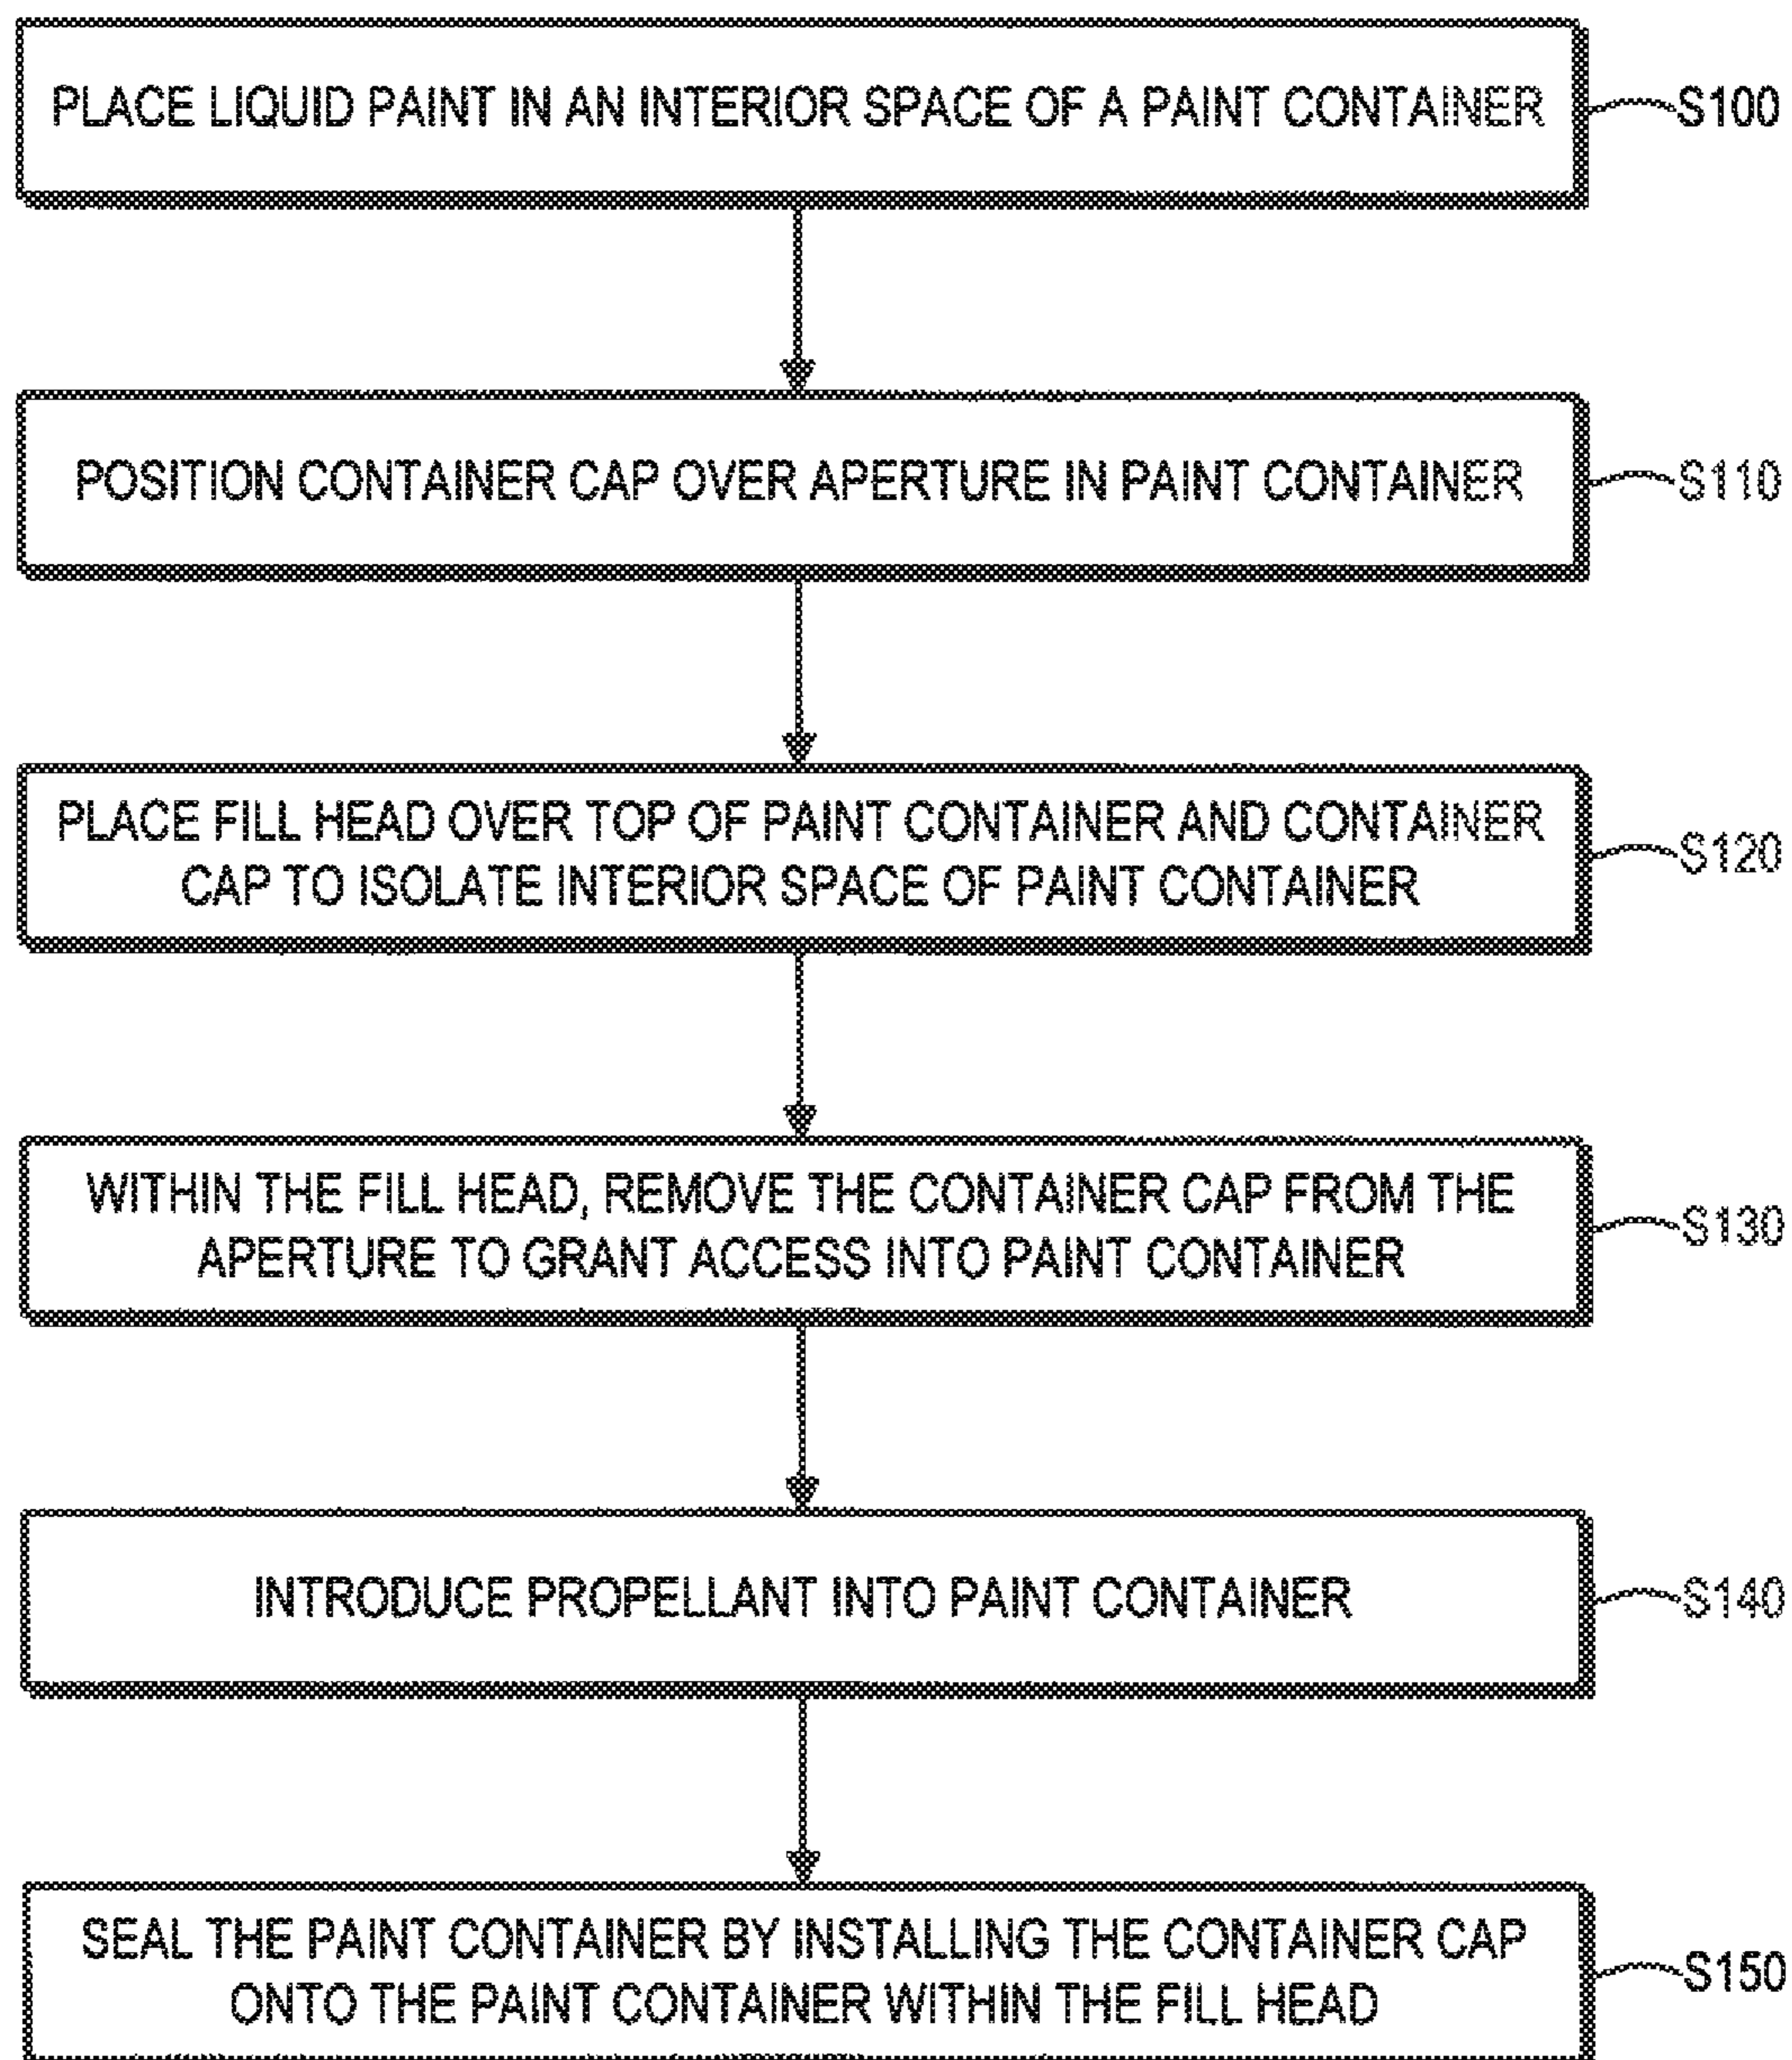 PLACE LIQUID PAINT IN AN INTERIOR SPACE OF A PAINT CONTAINER
S100
POSITION CONTAINER CAP OVER APERTURE IN PAINT CONTAINER
S110
PLACE FILL HEAD OVER TOP OF PAINT CONTAINER AND CONTAINER
CAP TO ISOLATE INTERIOR SPACE OF PAINT CONTAINER
S120
WITHIN THE FILL HEAD, REMOVE THE CONTAINER CAP FROM THE
APERTURE TO GRANT ACCESS INTO PAINT CONTAINER
S130
INTRODUCE PROPELLANT INTO PAINT CONTAINER
S140
SEAL THE PAINT CONTAINER BY INSTALLING THE CONTAINER CAP
ONTO THE PAINT CONTAINER WITHIN THE FILL HEAD
S150